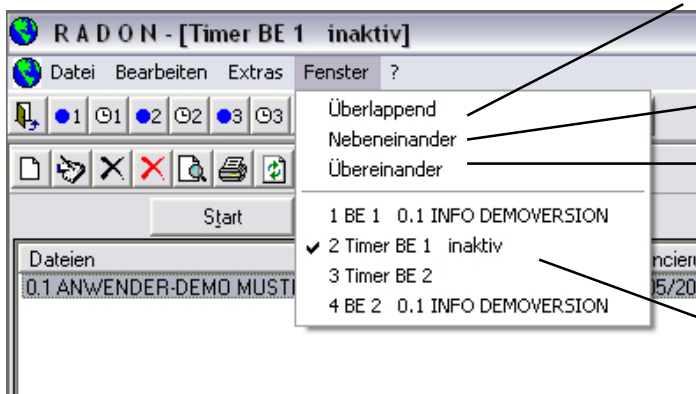 R A D O N - [Timer BE 1 inaktiv]
Datei Bearbeiten Extras Fenster ?
1 1 2 2 3 3
Überlappend
Nebeneinander
Übereinander
Start
1 BE 1 0.1 INFO DEMOVERSION
2 Timer BE 1 inaktiv
3 Timer BE 2
4 BE 2 0.1 INFO DEMOVERSION
Dateien
0.1 ANWENDER-DEMO